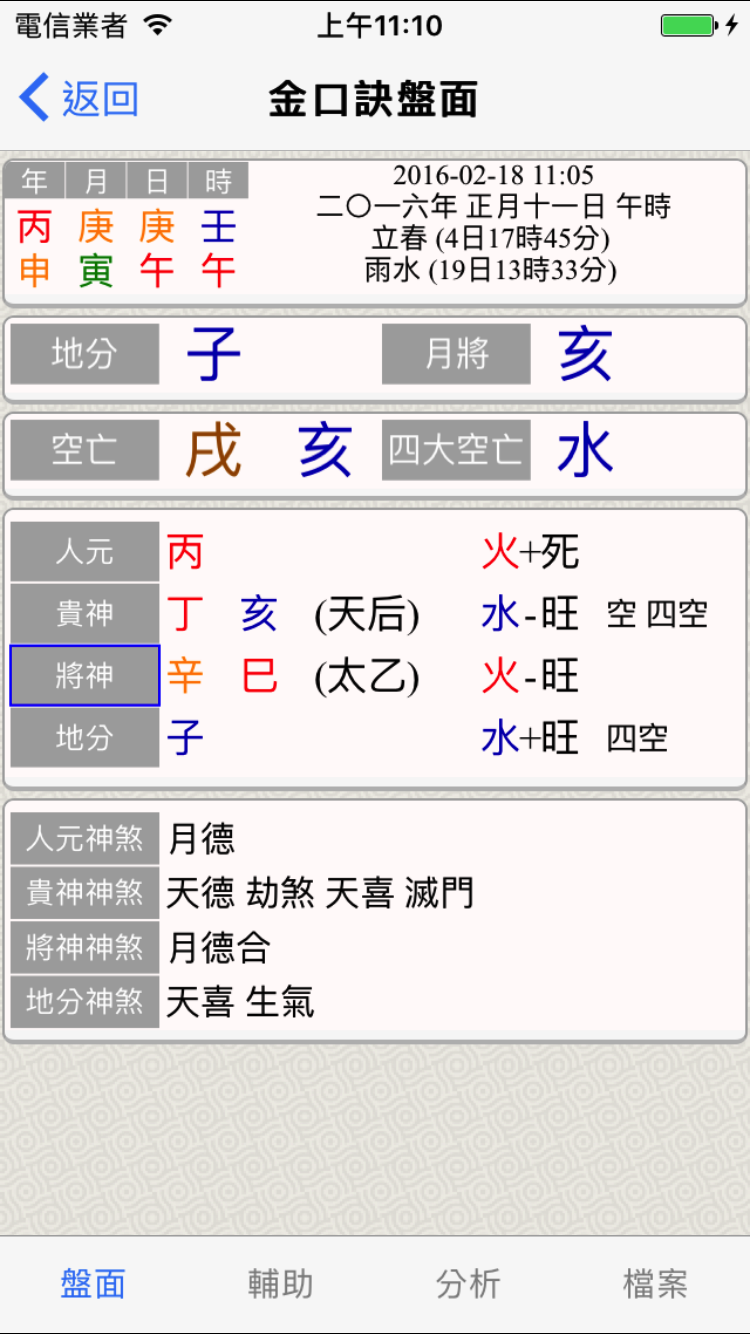 電信業者 上午11:10
返回 金口訣盤面
年 月 日 時
丙 庚 庚 壬
申 寅 午 午
2016-02-18 11:05
二〇一六年 正月十一日 午時
立春 (4日17時45分)
雨水 (19日13時33分)
地分 子 月將 亥
空亡 戌 亥 四大空亡 水
人元 丙 火+死
貴神 丁 亥 (天后) 水-旺 空 四空
將神 辛 巳 (太乙) 火-旺
地分 子 水+旺 四空
人元神煞 月德
貴神神煞 天德 劫煞 天喜 滅門
將神神煞 月德合
地分神煞 天喜 生氣
盤面 輔助 分析 檔案